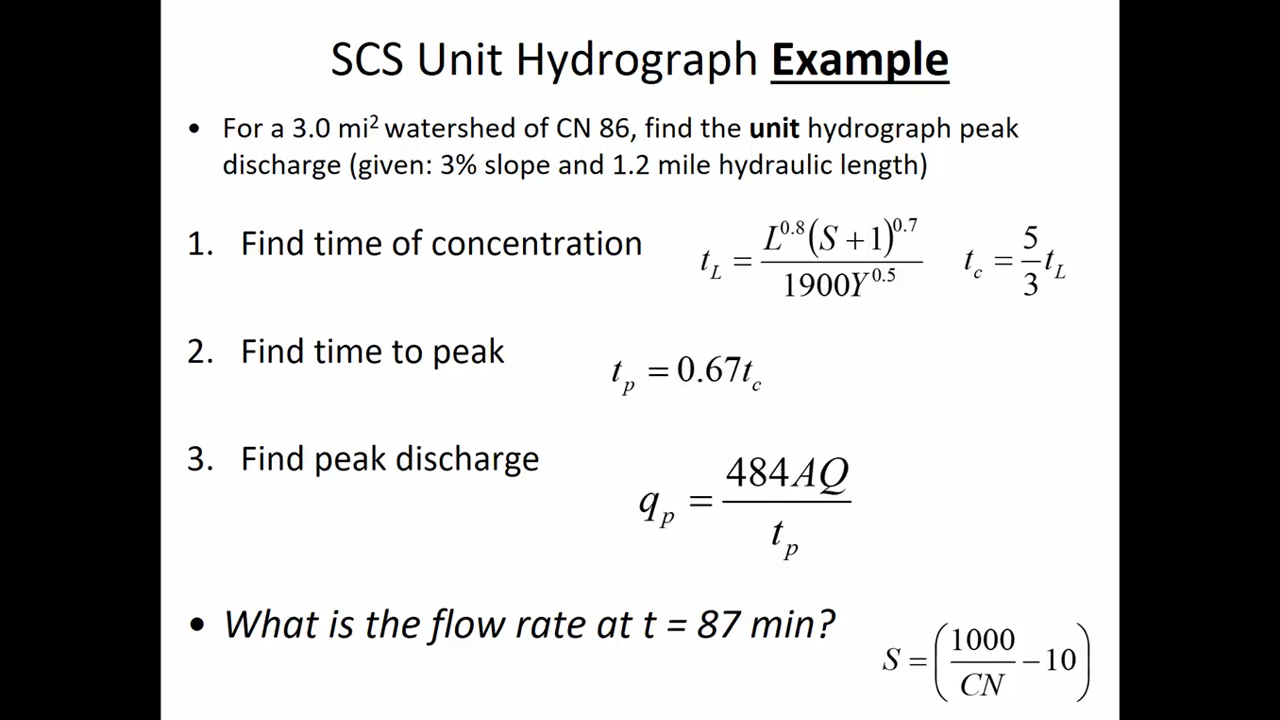 SCS Unit Hydrograph Example
• For a 3.0 mi² watershed of CN 86, find the unit hydrograph peak
discharge (given: 3% slope and 1.2 mile hydraulic length)
1. Find time of concentration t_L = L^0.8 (S + 1)^0.7 / 1900Y^0.5 t_c = 5/3 t_L
2. Find time to peak t_p = 0.67t_c
3. Find peak discharge q_p = 484AQ / t_p
• What is the flow rate at t = 87 min?
S = (1000/CN − 10)